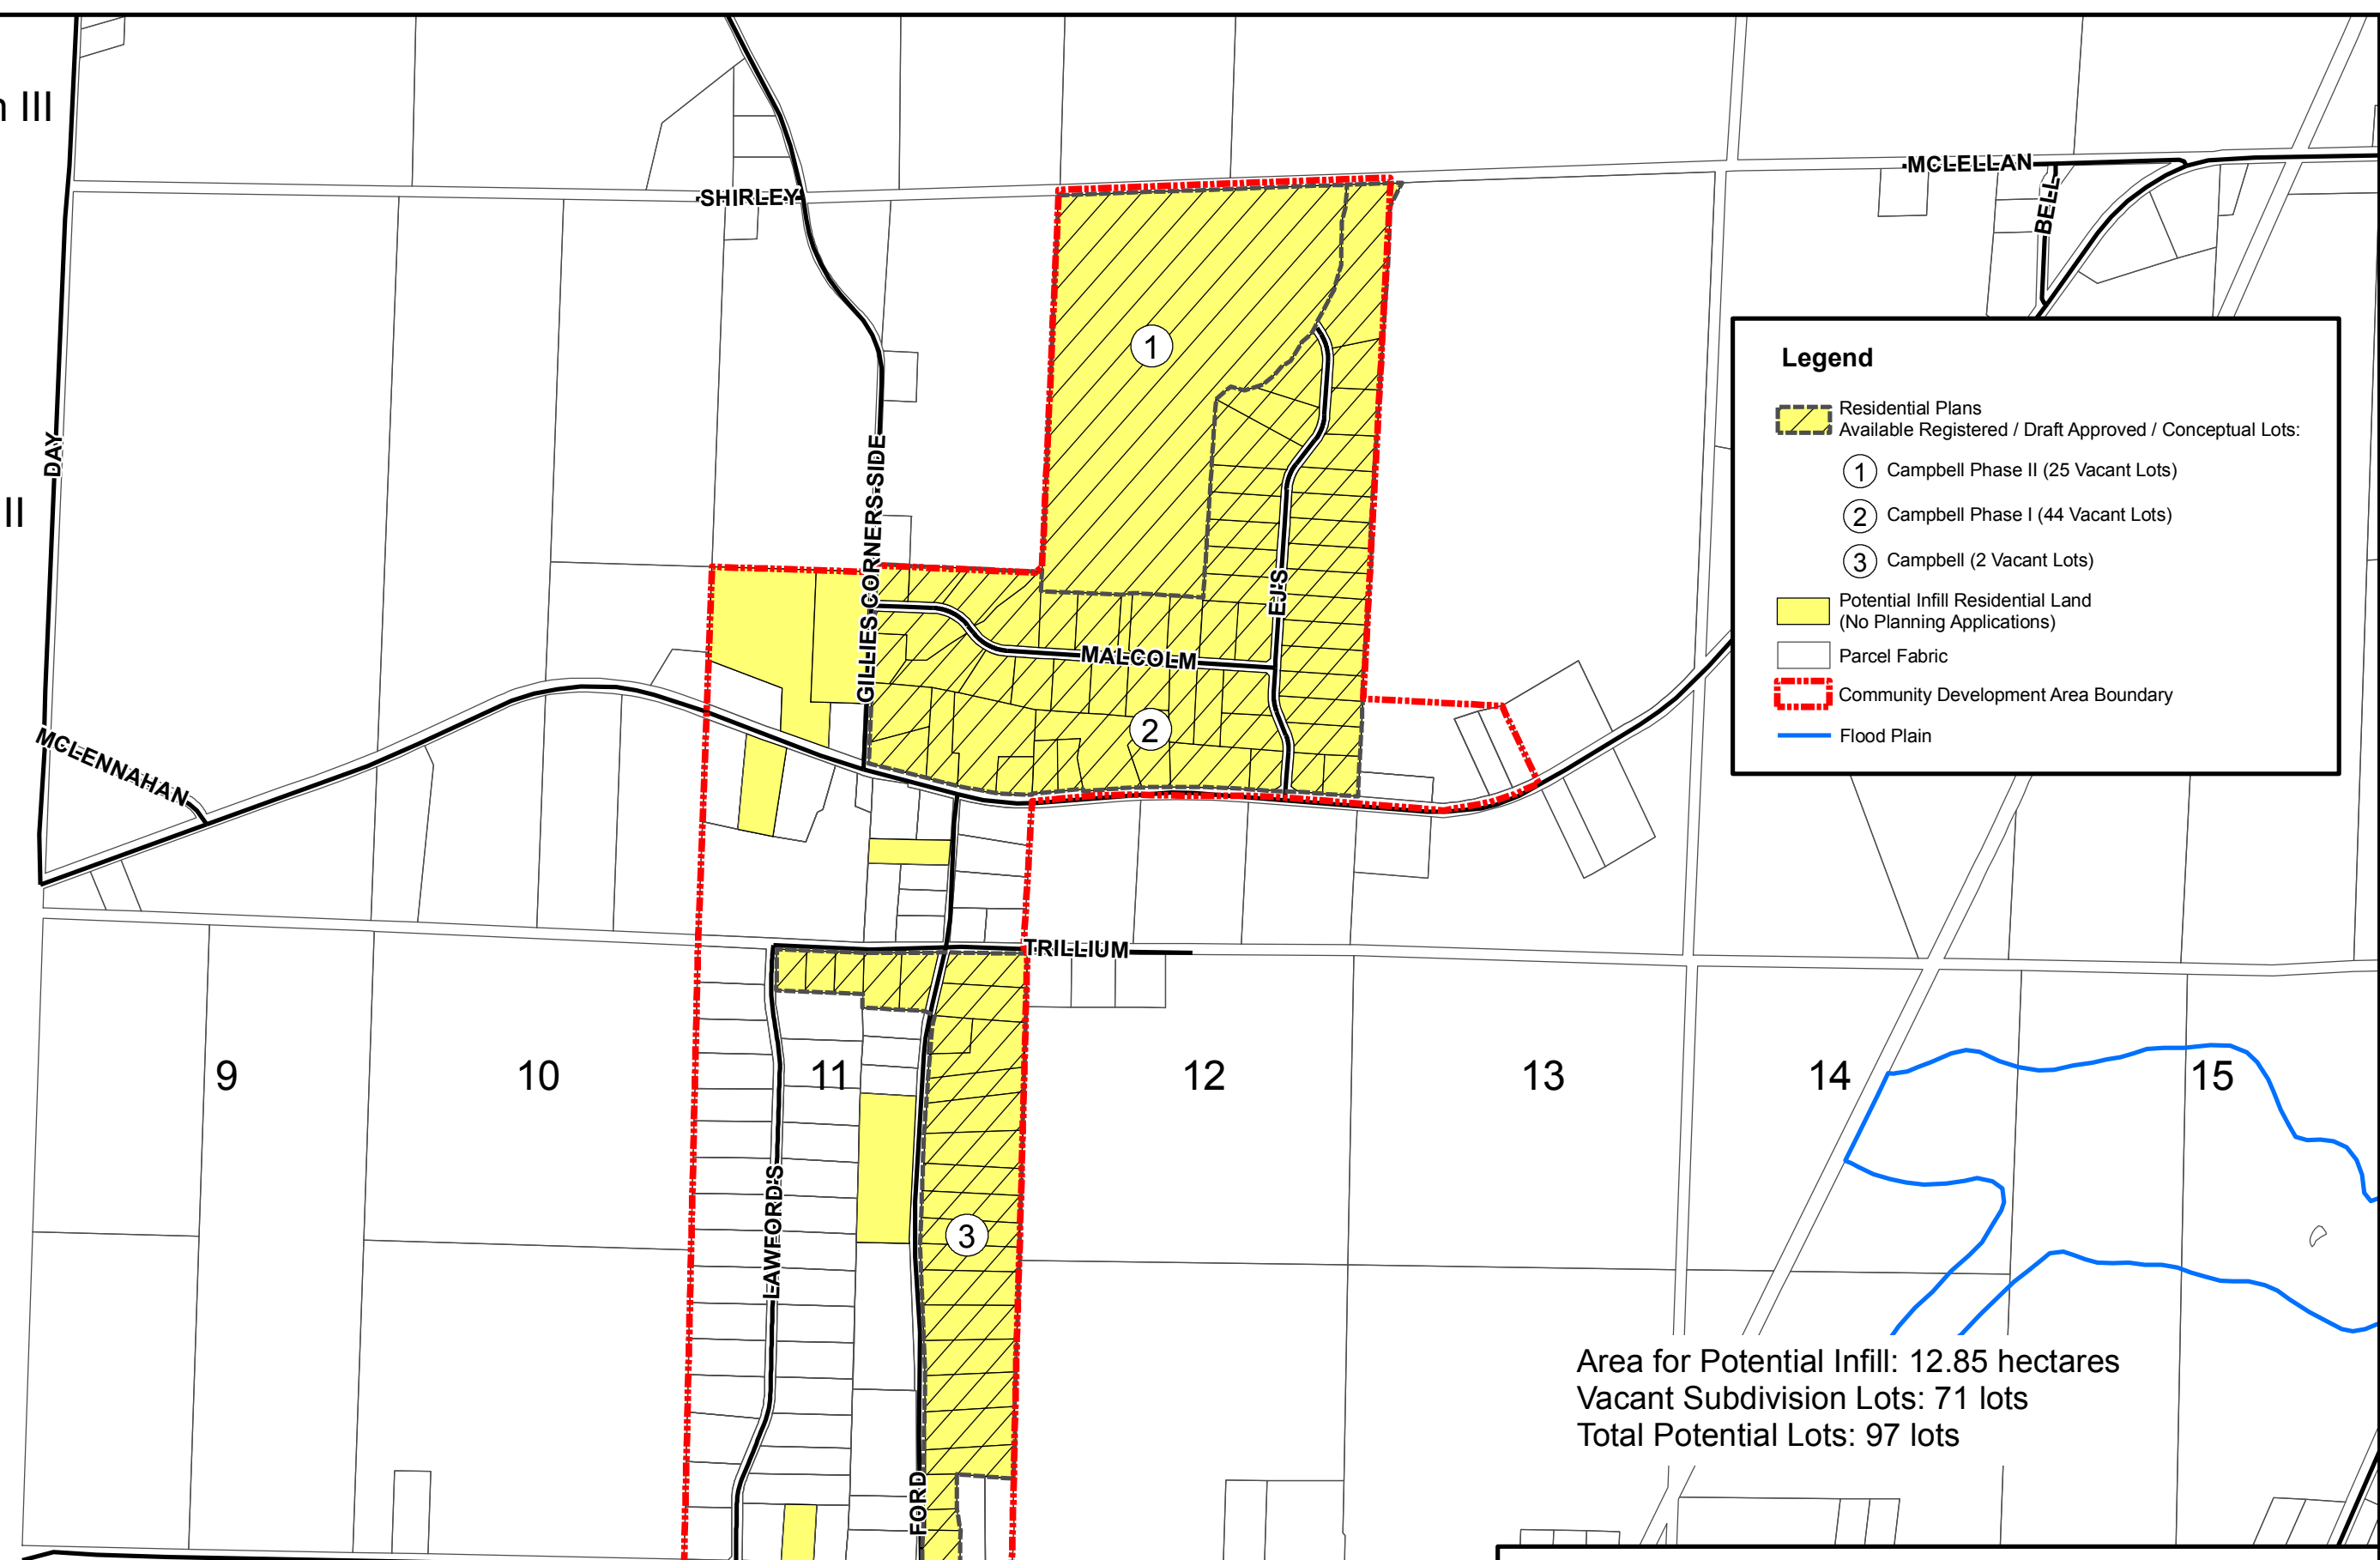 n III
SHIRLEY
MCLELLAN
BELL
1
Legend
Residential Plans
Available Registered / Draft Approved / Conceptual Lots:
1 Campbell Phase II (25 Vacant Lots)
2 Campbell Phase I (44 Vacant Lots)
3 Campbell (2 Vacant Lots)
Potential Infill Residential Land
(No Planning Applications)
Parcel Fabric
Community Development Area Boundary
Flood Plain
DAY
II
GILLIES CORNERS SIDE
EJ'S
MALCOLM
2
MCLENNAHAN
TRILLIUM
9
10
11
12
13
14
15
LAWFORD'S
3
FORD
Area for Potential Infill: 12.85 hectares
Vacant Subdivision Lots: 71 lots
Total Potential Lots: 97 lots